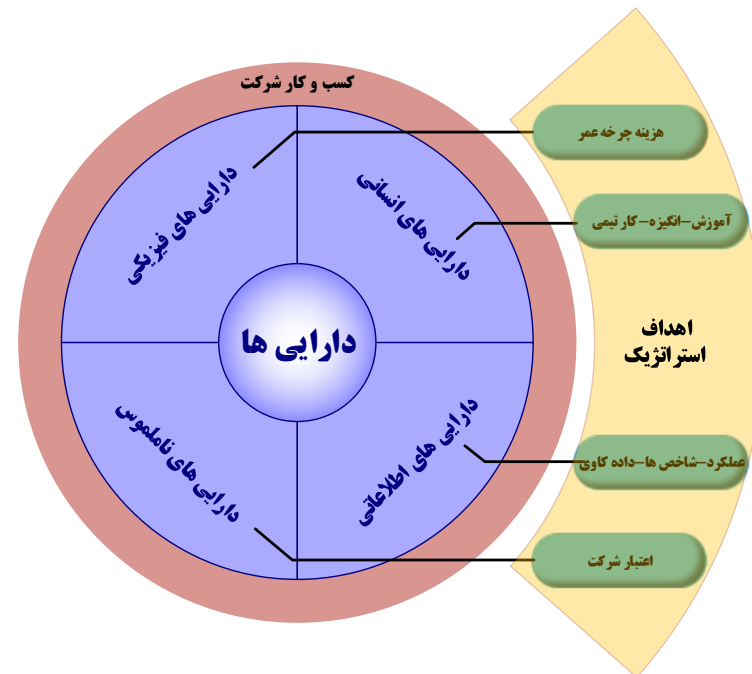 کسب و کار شرکت
هزینه چرخه عمر
دارایی های فیزیکی
دارایی های انسانی
آموزش-انگیزه-کار تیمی
دارایی ها
اهداف
استراتژیک
دارایی های ناملموس
دارایی های اطلاعاتی
عملکرد-شاخص ها-داده کاوی
اعتبار شرکت